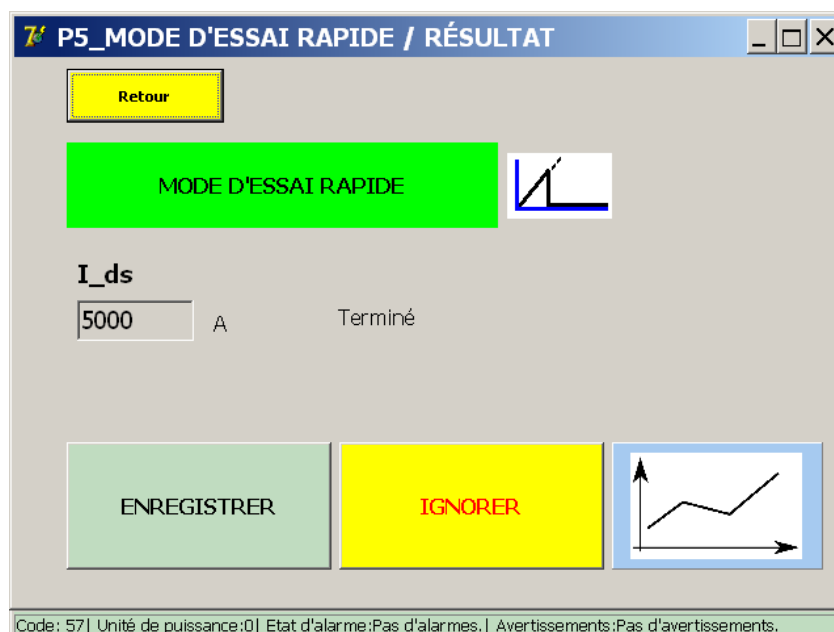 P5_MODE D'ESSAI RAPIDE / RÉSULTAT
Retour
MODE D'ESSAI RAPIDE
I_ds
5000 A Terminé
ENREGISTRER IGNORER
Code: 57| Unité de puissance:0| Etat d'alarme:Pas d'alarmes.| Avertissements:Pas d'avertissements.